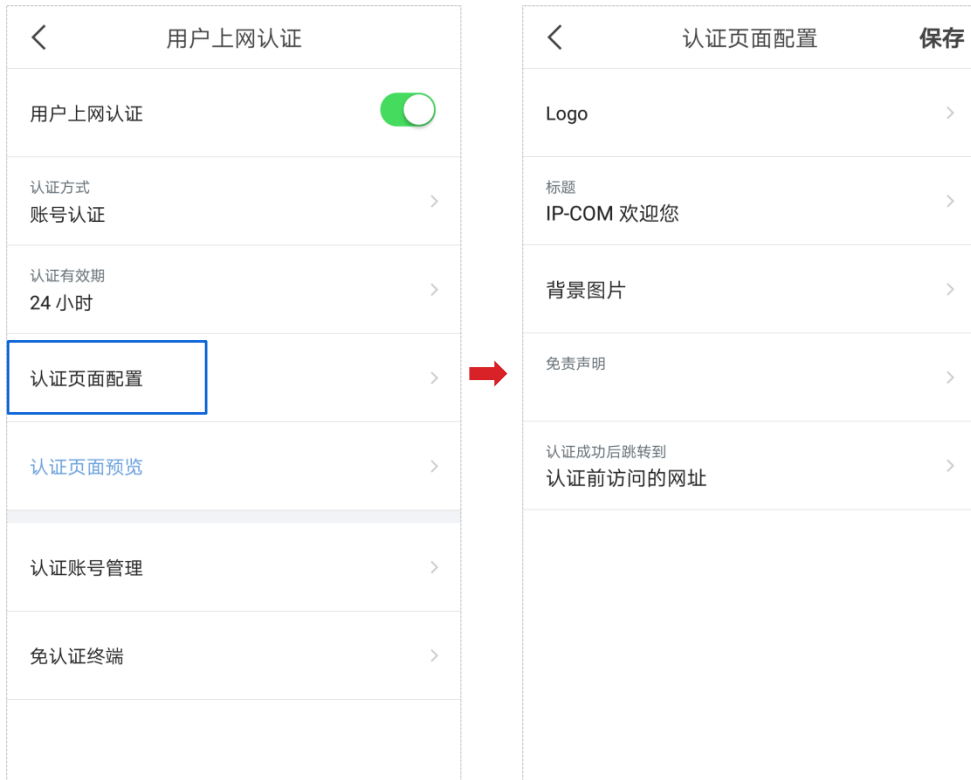 用户上网认证
用户上网认证
认证方式
账号认证
认证有效期
24 小时
认证页面配置
认证页面预览
认证账号管理
免认证终端
认证页面配置
保存
Logo
标题
IP-COM 欢迎您
背景图片
免责声明
认证成功后跳转到
认证前访问的网址